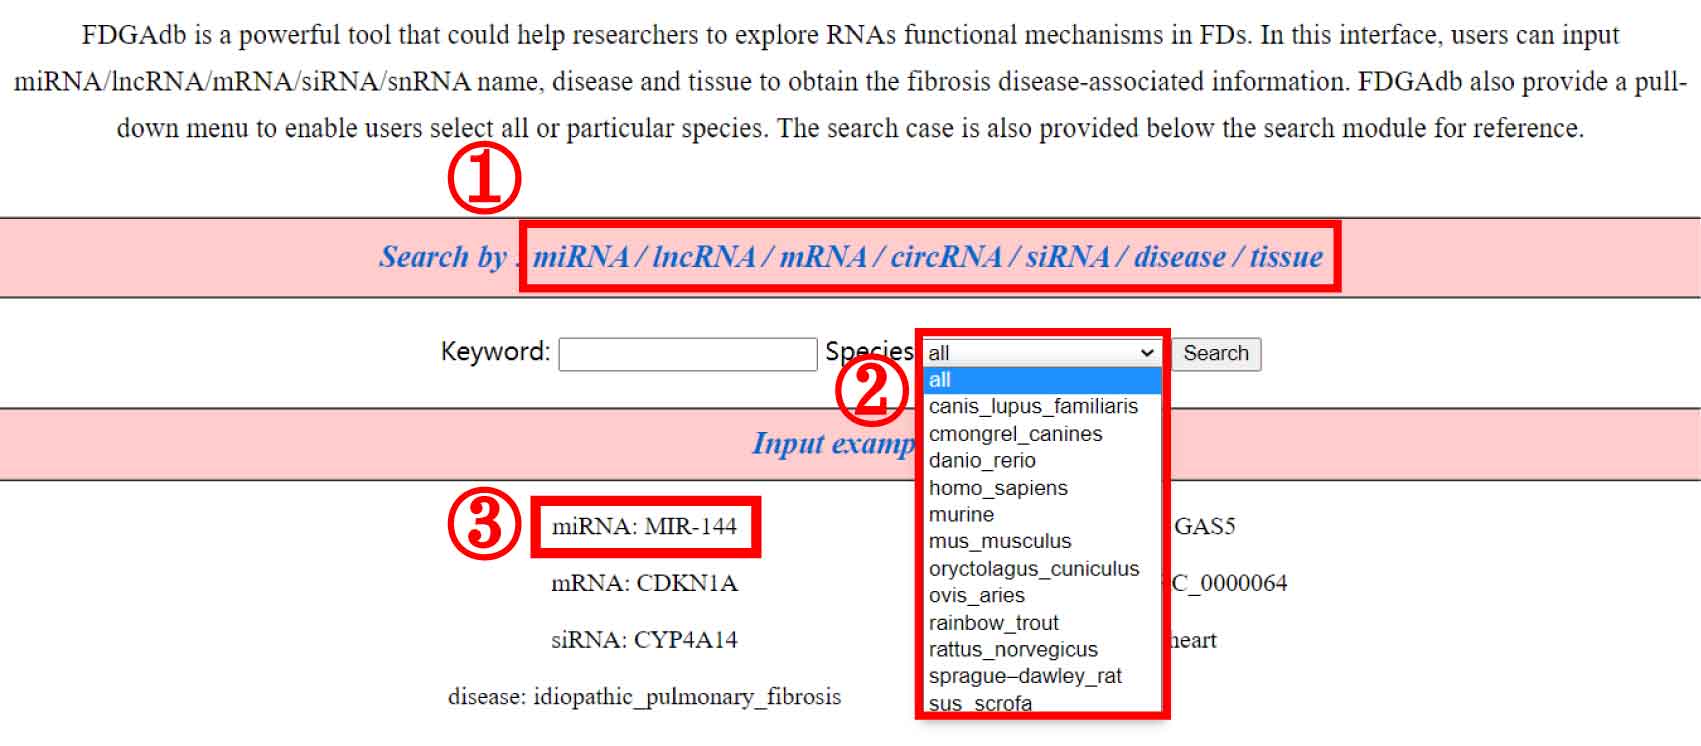 FDGAdb is a powerful tool that could help researchers to explore RNAs functional mechanisms in FDs. In this interface, users can input
miRNA/lncRNA/mRNA/siRNA/snRNA name, disease and tissue to obtain the fibrosis disease-associated information. FDGAdb also provide a pull-
down menu to enable users select all or particular species. The search case is also provided below the search module for reference.
①
Search by : miRNA / lncRNA / mRNA / circRNA / siRNA / disease / tissue
Keyword: Species all Search
②
all
canis_lupus_familiaris
cmongrel_canines
danio_rerio
homo_sapiens
murine
mus_musculus
oryctolagus_cuniculus
ovis_aries
rainbow_trout
rattus_norvegicus
sprague–dawley_rat
sus_scrofa
Input examp
③
miRNA: MIR-144 GAS5
mRNA: CDKN1A C_0000064
siRNA: CYP4A14 heart
disease: idiopathic_pulmonary_fibrosis